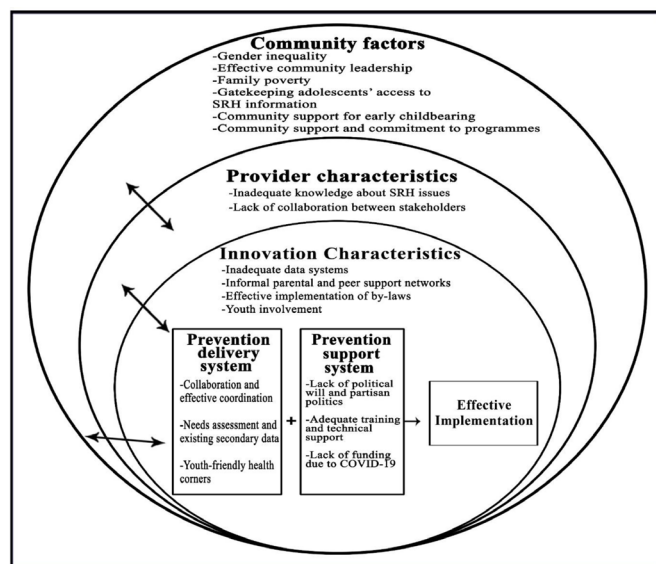 Community factors
-Gender inequality
-Effective community leadership
-Family poverty
-Gatekeeping adolescents' access to
SRH information
-Community support for early childbearing
-Community support and commitment to programmes
Provider characteristics
-Inadequate knowledge about SRH issues
-Lack of collaboration between stakeholders
Innovation Characteristics
-Inadequate data systems
-Informal parental and peer support networks
-Effective implementation of by-laws
-Youth involvement
Prevention
delivery
system
-Collaboration and
effective coordination
-Needs assessment and
existing secondary data
-Youth-friendly health
corners
+
Prevention
support
system
-Lack of political
will and partisan
politics
-Adequate training
and technical
support
-Lack of funding
due to COVID-19
Effective
Implementation